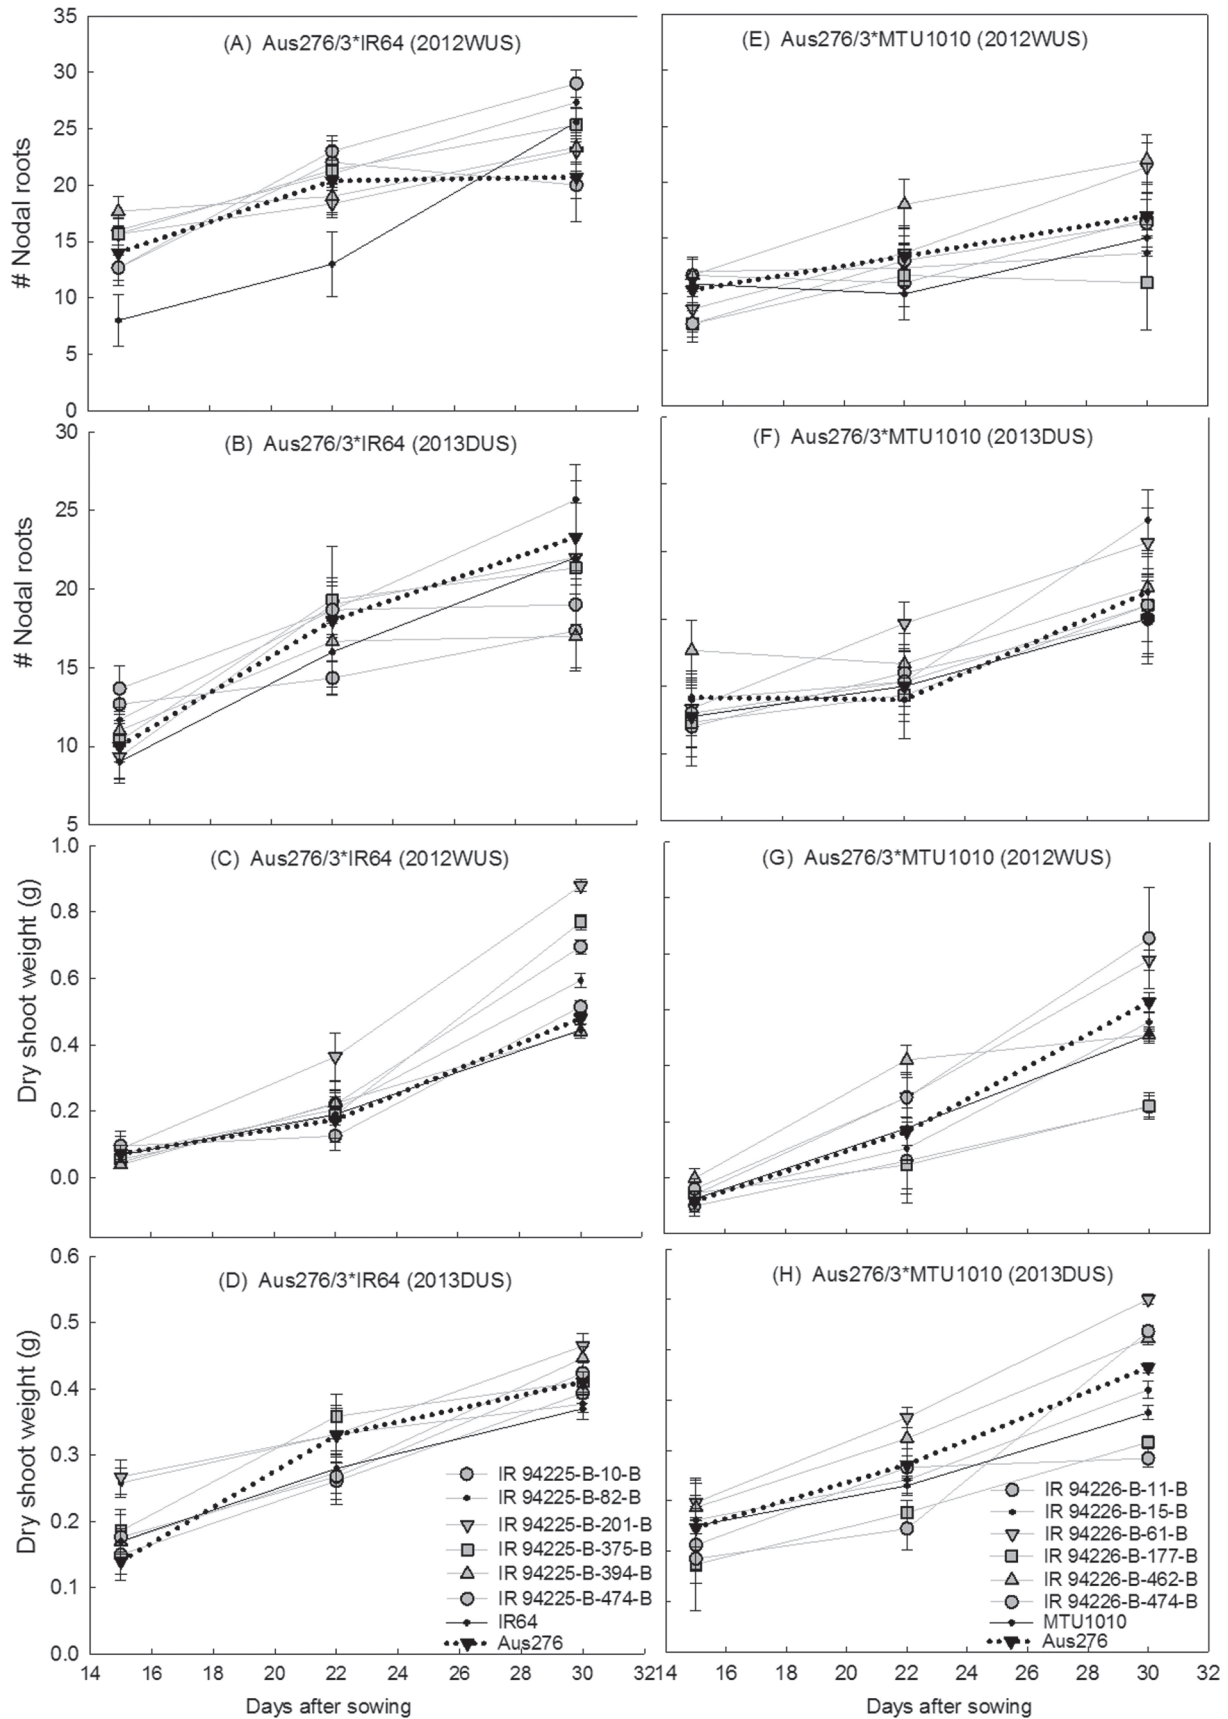 (A) Aus276/3*IR64 (2012WUS)
# Nodal roots
35
30
25
20
15
10
5
0
(E) Aus276/3*MTU1010 (2012WUS)
(B) Aus276/3*IR64 (2013DUS)
# Nodal roots
30
25
20
15
10
5
(F) Aus276/3*MTU1010 (2013DUS)
(C) Aus276/3*IR64 (2012WUS)
Dry shoot weight (g)
1.0
0.8
0.6
0.4
0.2
0.0
(G) Aus276/3*MTU1010 (2012WUS)
(D) Aus276/3*IR64 (2013DUS)
Dry shoot weight (g)
0.6
0.5
0.4
0.3
0.2
0.1
0.0
IR 94225-B-10-B
IR 94225-B-82-B
IR 94225-B-201-B
IR 94225-B-375-B
IR 94225-B-394-B
IR 94225-B-474-B
IR64
Aus276
14 16 18 20 22 24 26 28 30 32
Days after sowing
(H) Aus276/3*MTU1010 (2013DUS)
IR 94226-B-11-B
IR 94226-B-15-B
IR 94226-B-61-B
IR 94226-B-177-B
IR 94226-B-462-B
IR 94226-B-474-B
MTU1010
Aus276
14 16 18 20 22 24 26 28 30 32
Days after sowing